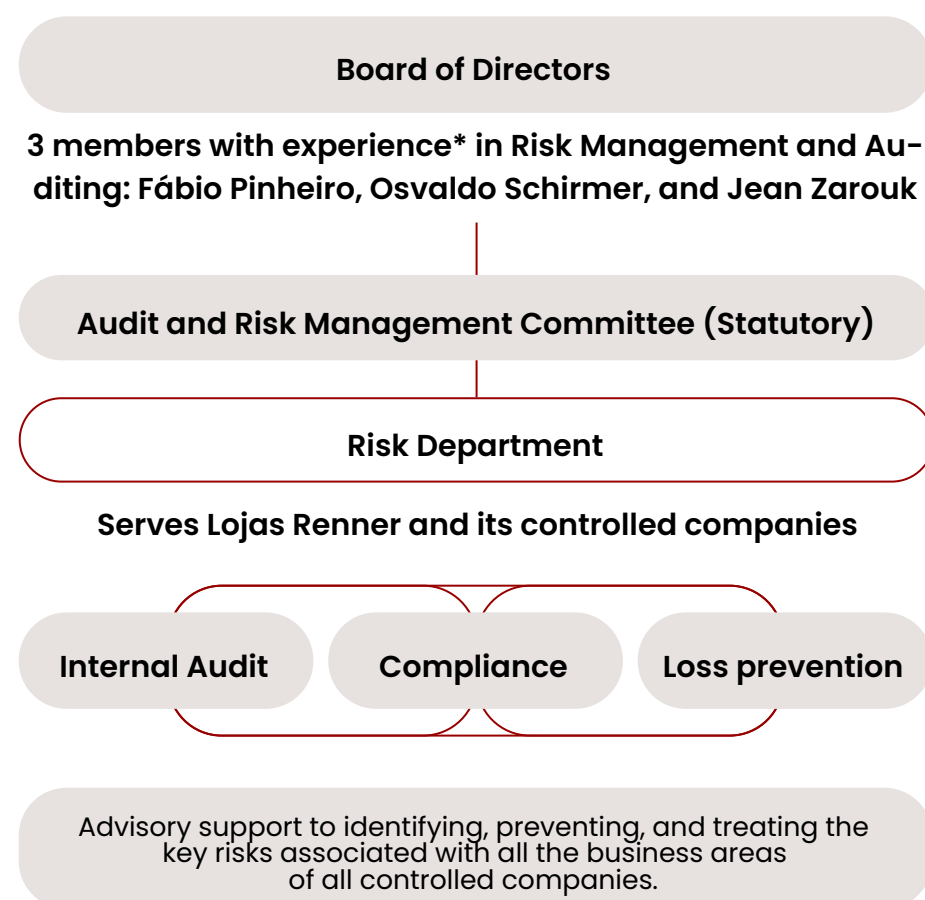 Board of Directors
3 members with experience* in Risk Management and Au-
diting: Fábio Pinheiro, Osvaldo Schirmer, and Jean Zarouk
Audit and Risk Management Committee (Statutory)
Risk Department
Serves Lojas Renner and its controlled companies
Internal Audit
Compliance
Loss prevention
Advisory support to identifying, preventing, and treating the
key risks associated with all the business areas
of all controlled companies.